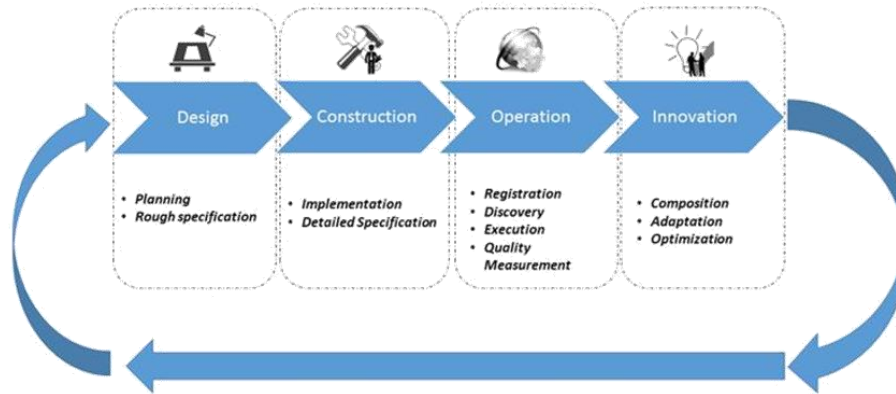 Design
Construction
Operation
Innovation
• Planning
• Rough specification
• Implementation
• Detailed Specification
• Registration
• Discovery
• Execution
• Quality
Measurement
• Composition
• Adaptation
• Optimization